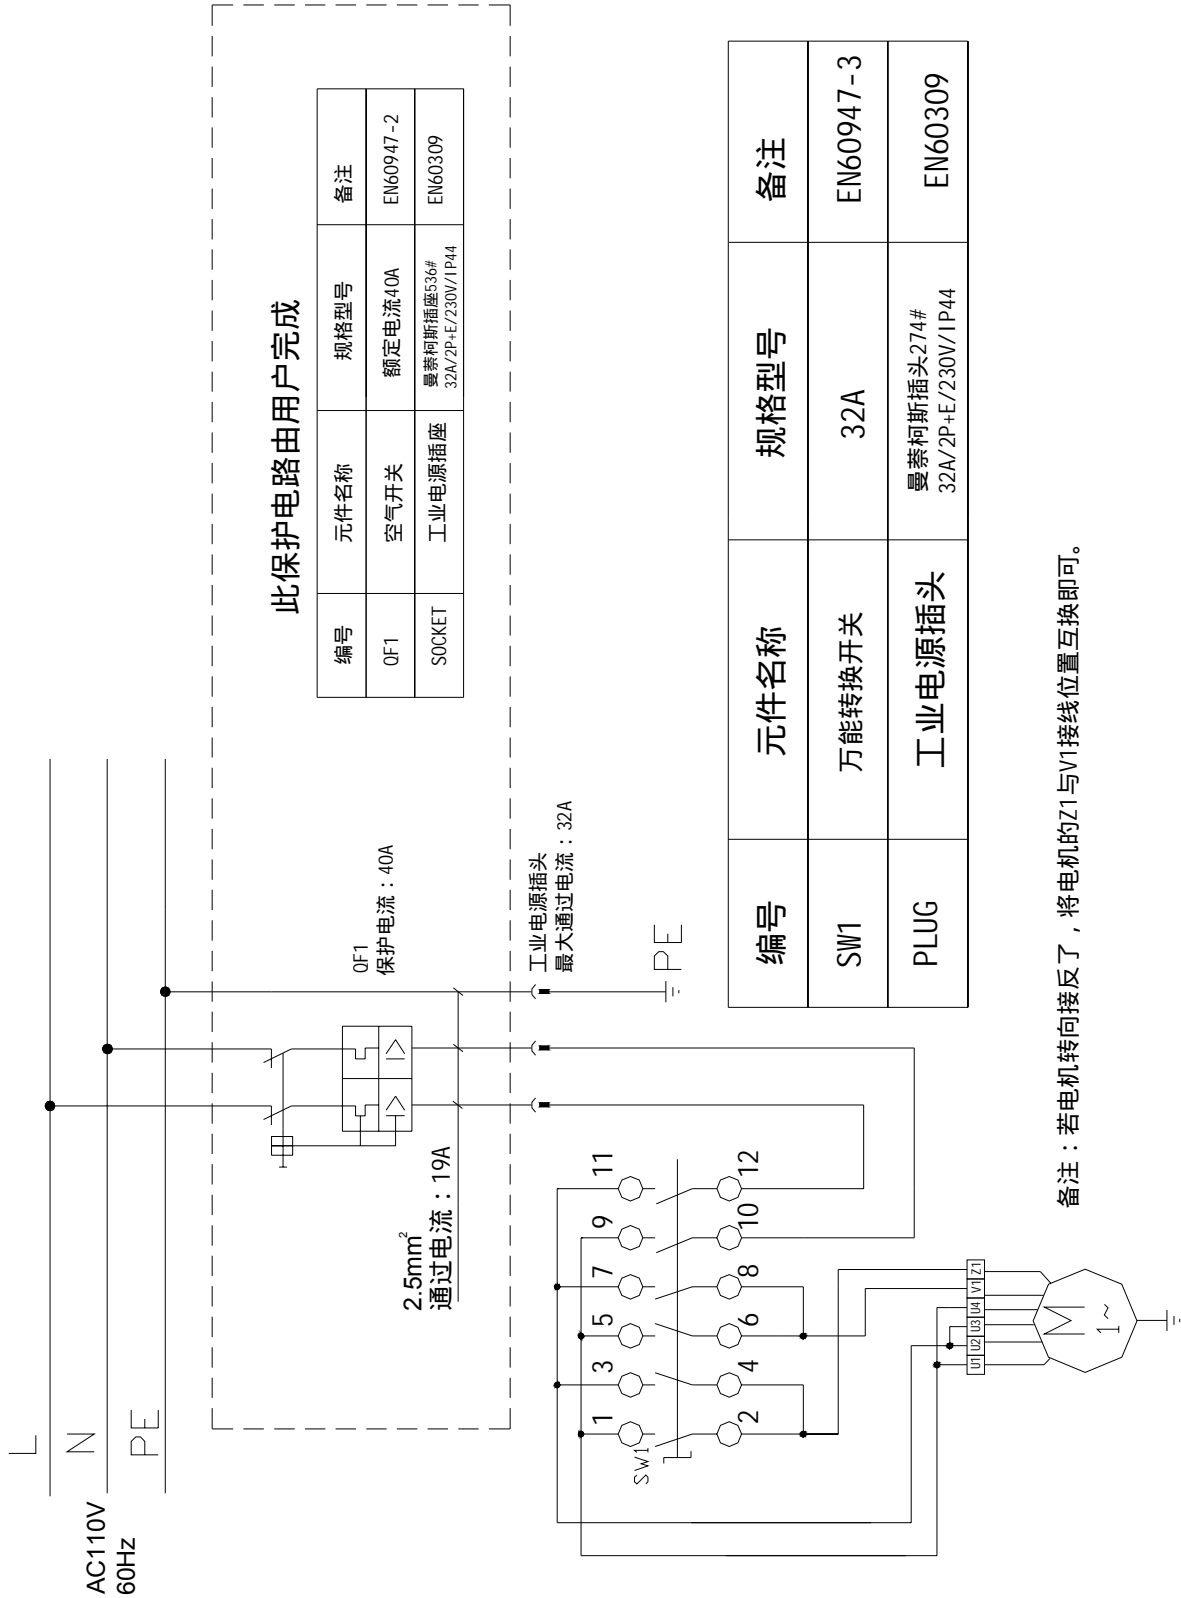 L
N
PE
AC110V
60Hz
此保护电路由用户完成
编号 元件名称 规格型号 备注
QF1 空气开关 额定电流40A EN60947-2
SOCKET 工业电源插座 曼萘柯斯插座536# EN60309
32A/2P+E/230V/IP44
QF1
保护电流：40A
2.5mm²
通过电流：19A
工业电源插头
最大通过电流：32A
PE
SW1
1 3 5 7 9 11
2 4 6 8 10 12
编号 元件名称 规格型号 备注
SW1 万能转换开关 32A EN60947-3
PLUG 工业电源插头 曼萘柯斯插头274# EN60309
32A/2P+E/230V/IP44
U1 U2 U3 U4 V1 Z1
M
1~
备注：若电机转向接反了，将电机的Z1与V1接线位置互换即可。